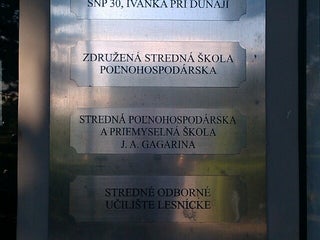 SNP 30, IVANKA PRI DUNAJI
ZDRUŽENÁ STREDNÁ ŠKOLA
POĽNOHOSPODÁRSKA
STREDNÁ POĽNOHOSPODÁRSKA
A PRIEMYSELNÁ ŠKOLA
J. A. GAGARINA
STREDNÉ ODBORNÉ
UČILIŠTE LESNÍCKE